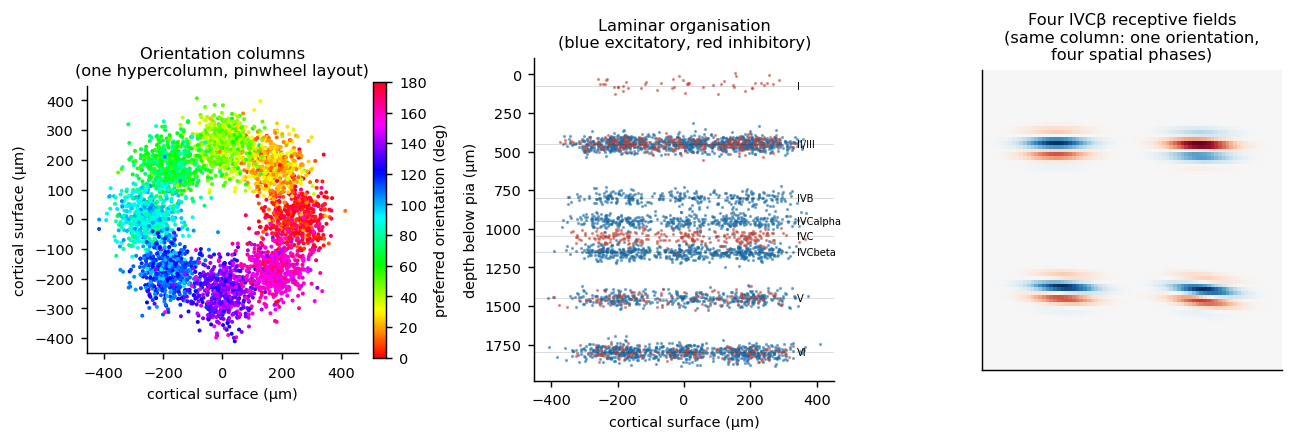 Orientation columns
(one hypercolumn, pinwheel layout)
400
300
200
100
0
−100
−200
−300
−400
cortical surface (µm)
−400 −200 0 200 400
cortical surface (µm)
180
160
140
120
100
80
60
40
20
0
preferred orientation (deg)
Laminar organisation
(blue excitatory, red inhibitory)
0
250
500
750
1000
1250
1500
1750
depth below pia (µm)
I
II/III
IVB
IVCalpha
IVC
IVCbeta
V
VI
−400 −200 0 200 400
cortical surface (µm)
Four IVCβ receptive fields
(same column: one orientation,
four spatial phases)